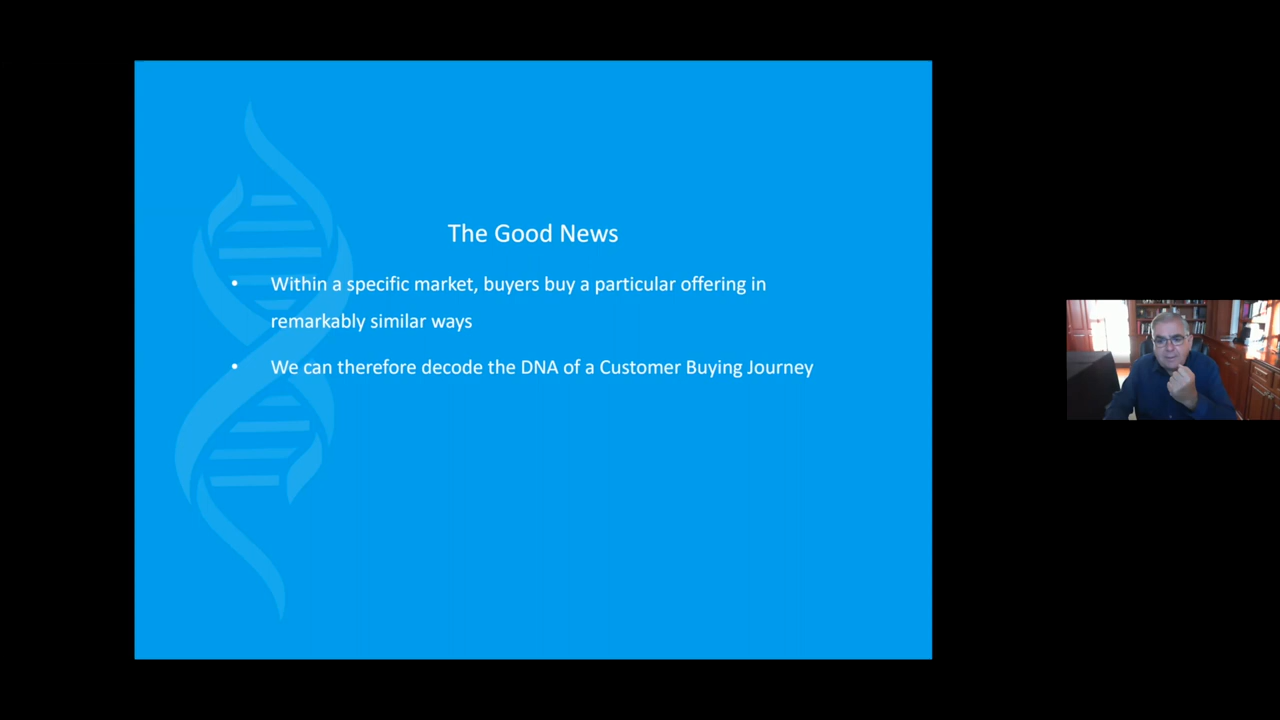 The Good News
• Within a specific market, buyers buy a particular offering in
remarkably similar ways
• We can therefore decode the DNA of a Customer Buying Journey